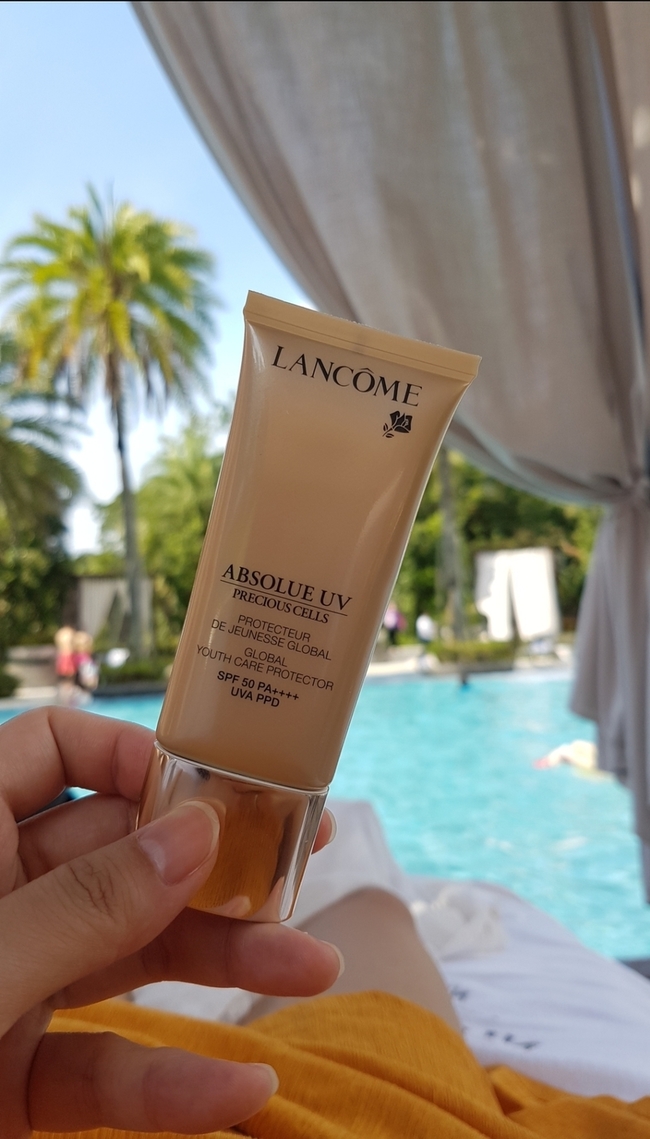 LANCÔME
ABSOLUE UV
PRECIOUS CELLS
PROTECTEUR
DE JEUNESSE GLOBAL
GLOBAL
YOUTH CARE PROTECTOR
SPF 50 PA++++
UVA PPD